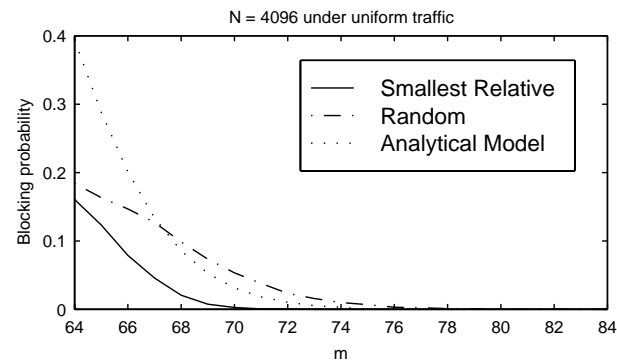 N = 4096 under uniform traffic
0.4
0.3
0.2
0.1
0
Blocking probability
Smallest Relative
Random
Analytical Model
64 66 68 70 72 74 76 78 80 82 84
m